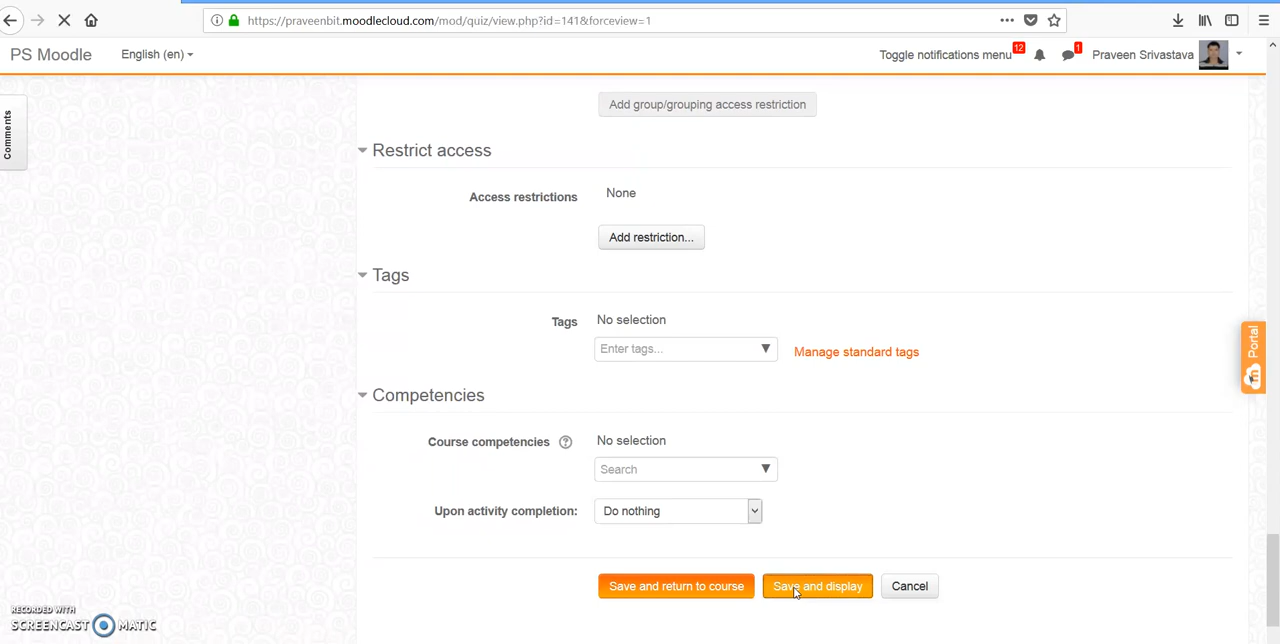 https://praveenbit.moodlecloud.com/mod/quiz/view.php?id=141&forceview=1
PS Moodle
English (en)
Toggle notifications menu
12
1
Praveen Srivastava
Comments
Add group/grouping access restriction
Restrict access
Access restrictions
None
Add restriction...
Tags
Tags
No selection
Enter tags...
Manage standard tags
Portal
Competencies
Course competencies
No selection
Search
Upon activity completion:
Do nothing
Save and return to course
Save and display
Cancel
RECORDED WITH
SCREENCAST MATIC